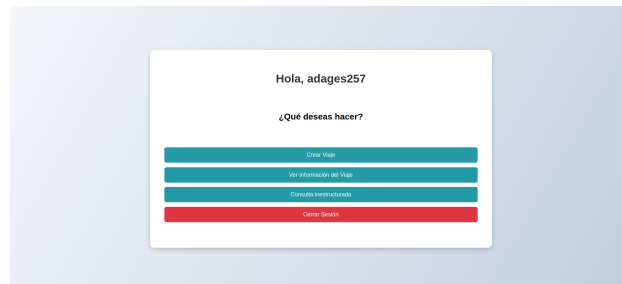 Hola, adages257
¿Qué deseas hacer?
Crear Viaje
Ver Información del Viaje
Consulta inestructurada
Cerrar Sesión